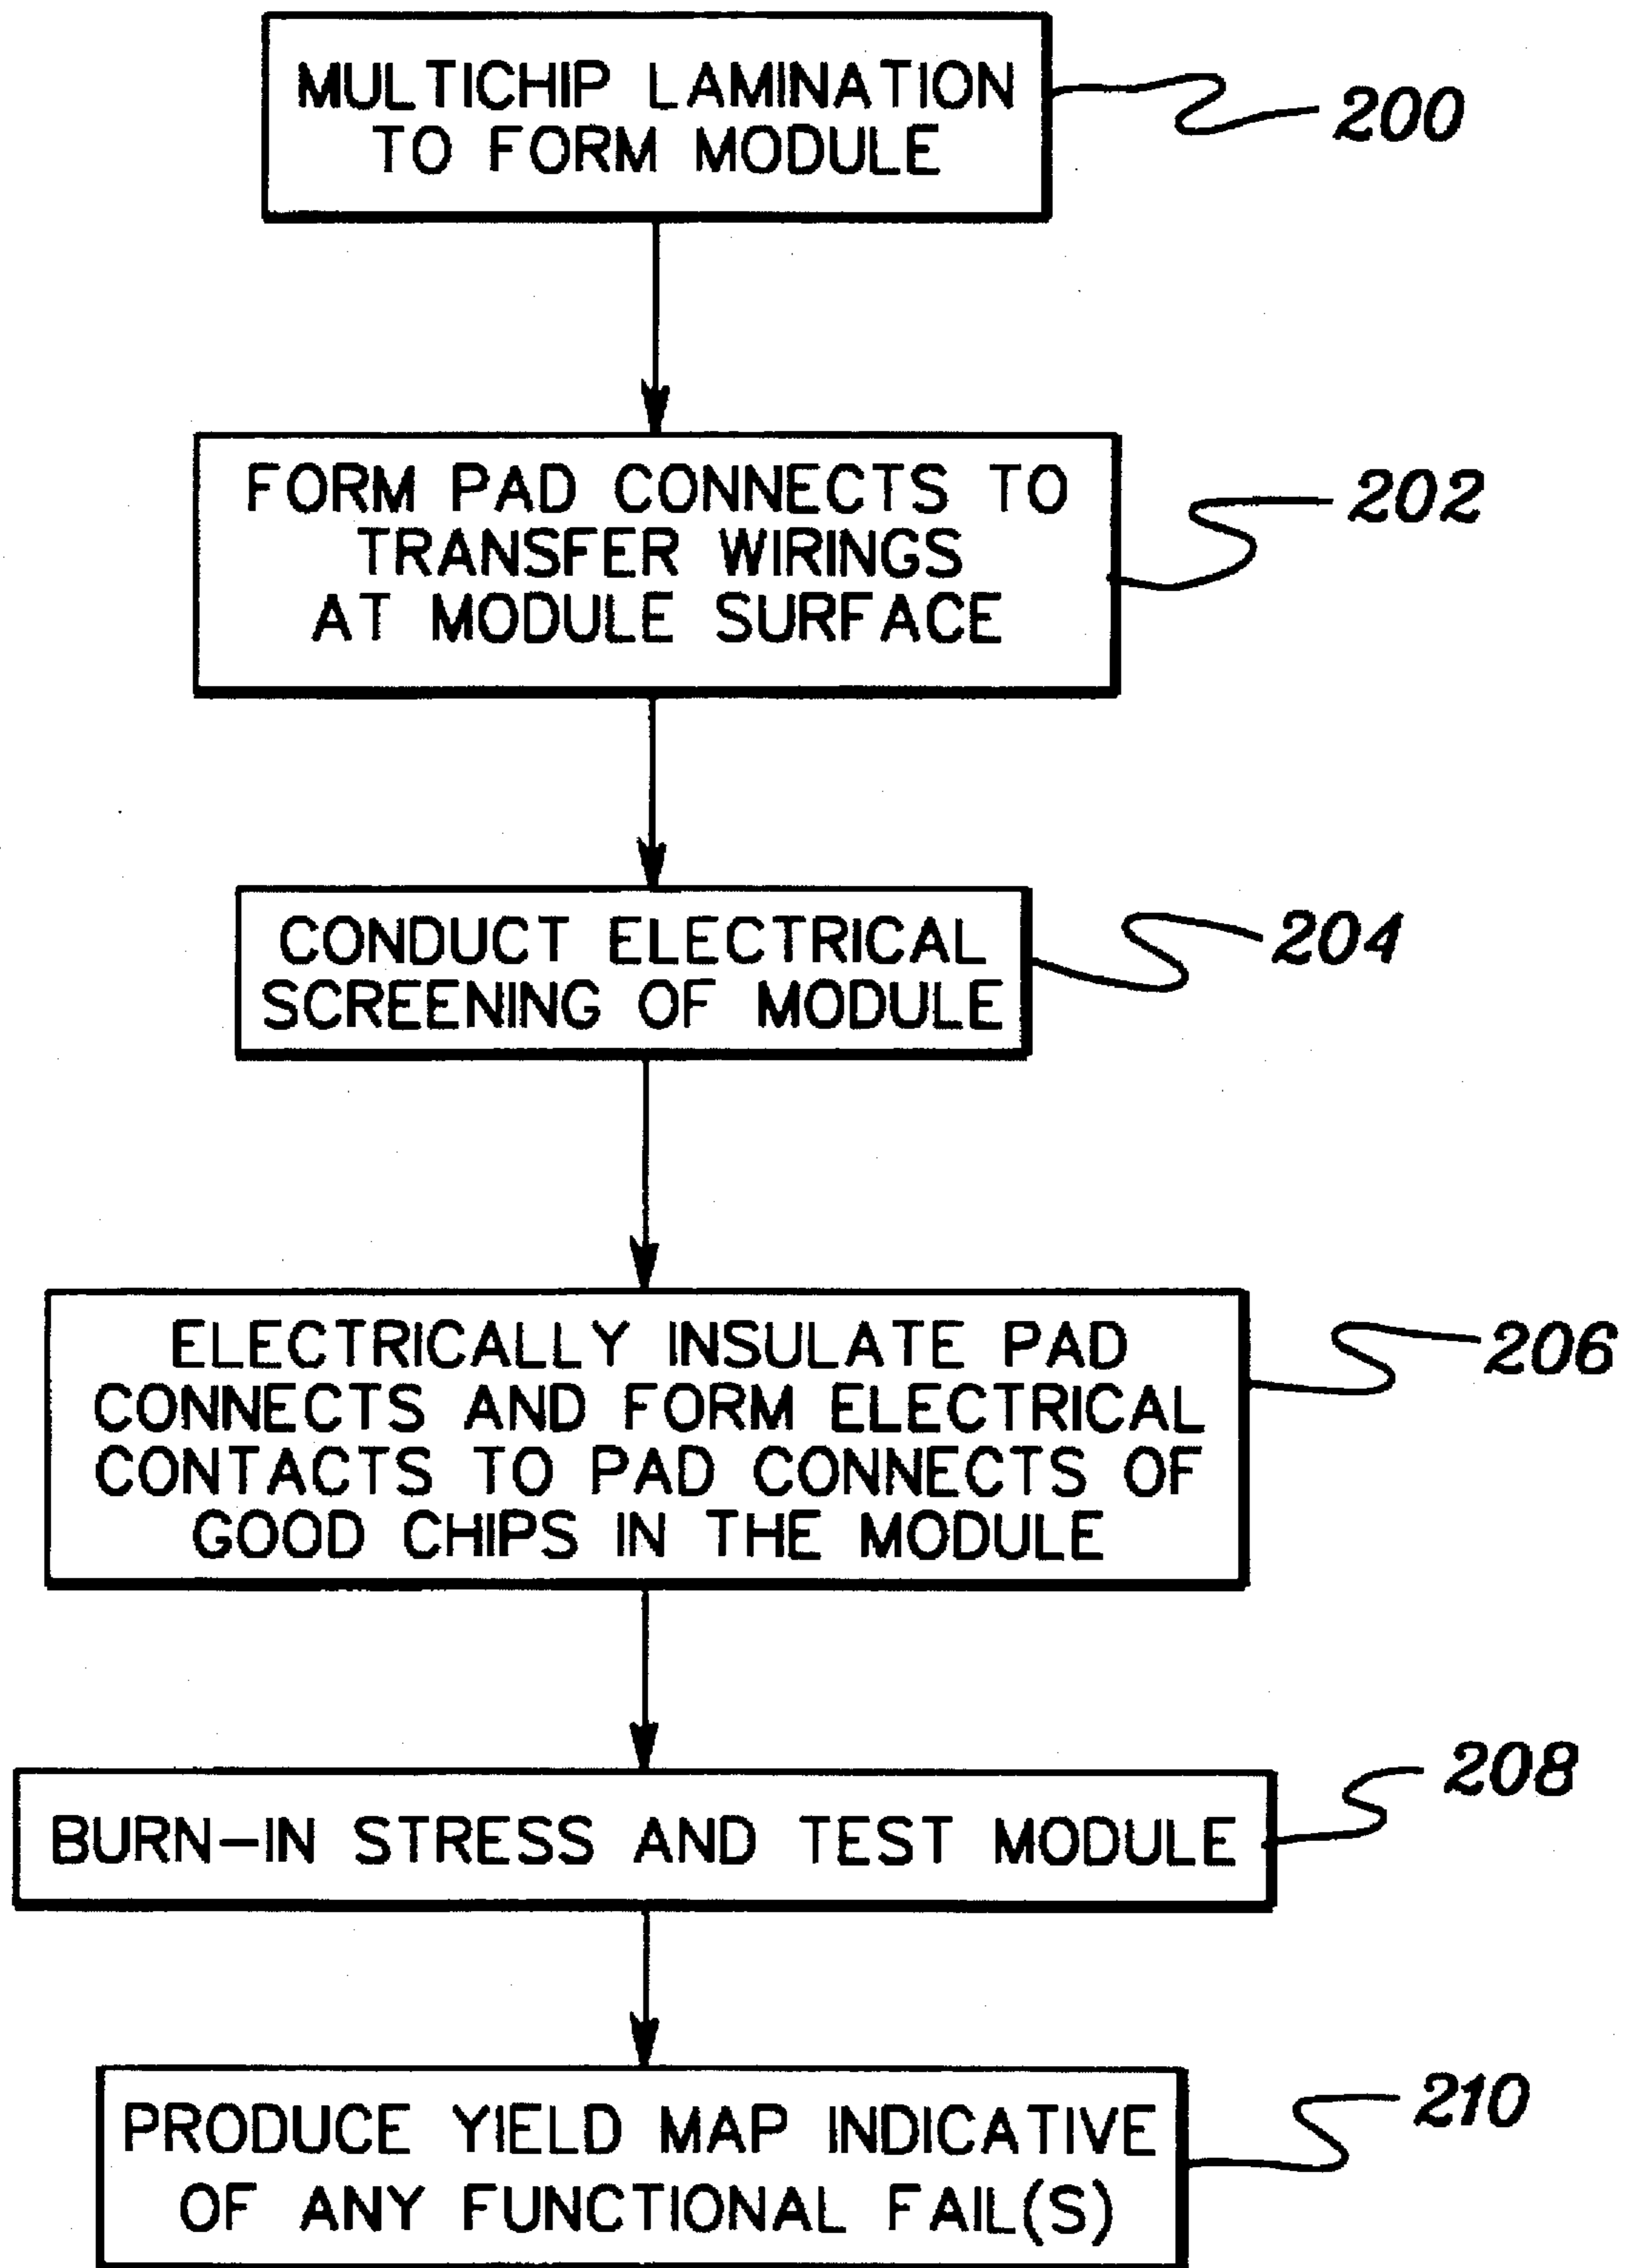 MULTICHIP LAMINATION
TO FORM MODULE
200
FORM PAD CONNECTS TO
TRANSFER WIRINGS
AT MODULE SURFACE
202
CONDUCT ELECTRICAL
SCREENING OF MODULE
204
ELECTRICALLY INSULATE PAD
CONNECTS AND FORM ELECTRICAL
CONTACTS TO PAD CONNECTS OF
GOOD CHIPS IN THE MODULE
206
BURN-IN STRESS AND TEST MODULE
208
PRODUCE YIELD MAP INDICATIVE
OF ANY FUNCTIONAL FAIL(S)
210